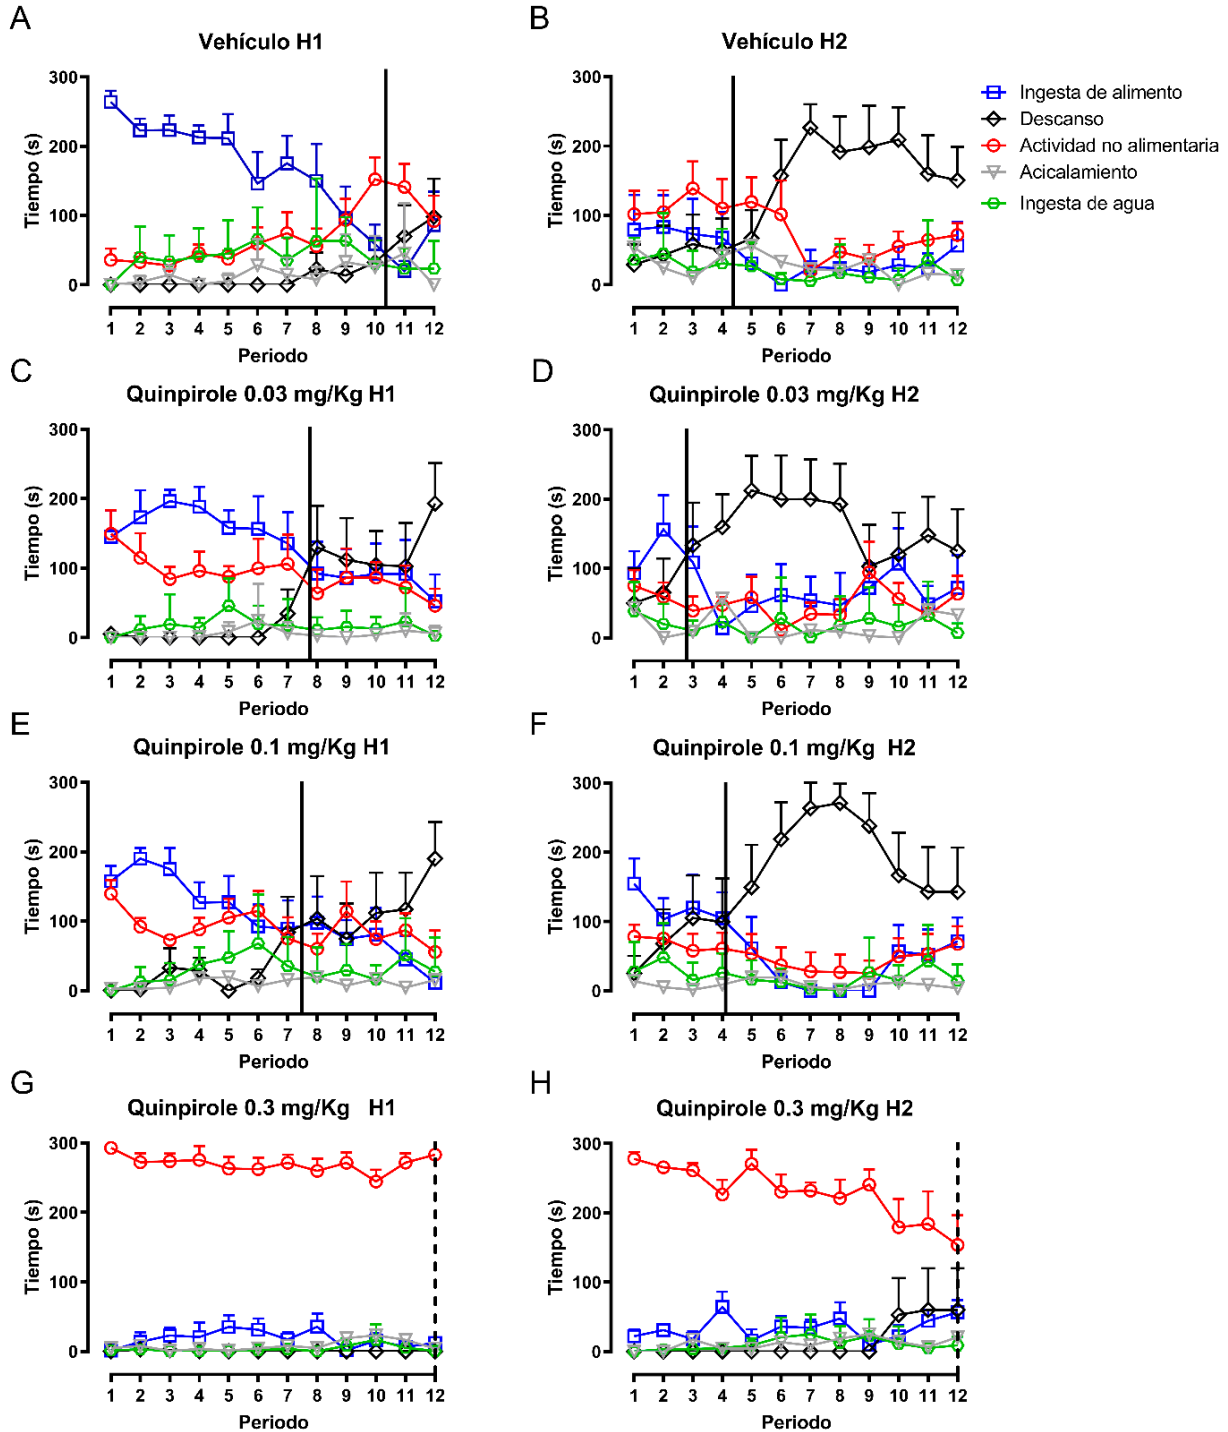 A
Vehículo H1
300
200
100
0
Tiempo (s)
1 2 3 4 5 6 7 8 9 10 11 12
Periodo
B
Vehículo H2
300
200
100
0
Tiempo (s)
1 2 3 4 5 6 7 8 9 10 11 12
Periodo
Ingesta de alimento
Descanso
Actividad no alimentaria
Acicalamiento
Ingesta de agua
C
Quinpirole 0.03 mg/Kg H1
300
200
100
0
Tiempo (s)
1 2 3 4 5 6 7 8 9 10 11 12
Periodo
D
Quinpirole 0.03 mg/Kg H2
300
200
100
0
Tiempo (s)
1 2 3 4 5 6 7 8 9 10 11 12
Periodo
E
Quinpirole 0.1 mg/Kg H1
300
200
100
0
Tiempo (s)
1 2 3 4 5 6 7 8 9 10 11 12
Periodo
F
Quinpirole 0.1 mg/Kg H2
300
200
100
0
Tiempo (s)
1 2 3 4 5 6 7 8 9 10 11 12
Periodo
G
Quinpirole 0.3 mg/Kg H1
300
200
100
0
Tiempo (s)
1 2 3 4 5 6 7 8 9 10 11 12
Periodo
H
Quinpirole 0.3 mg/Kg H2
300
200
100
0
Tiempo (s)
1 2 3 4 5 6 7 8 9 10 11 12
Periodo